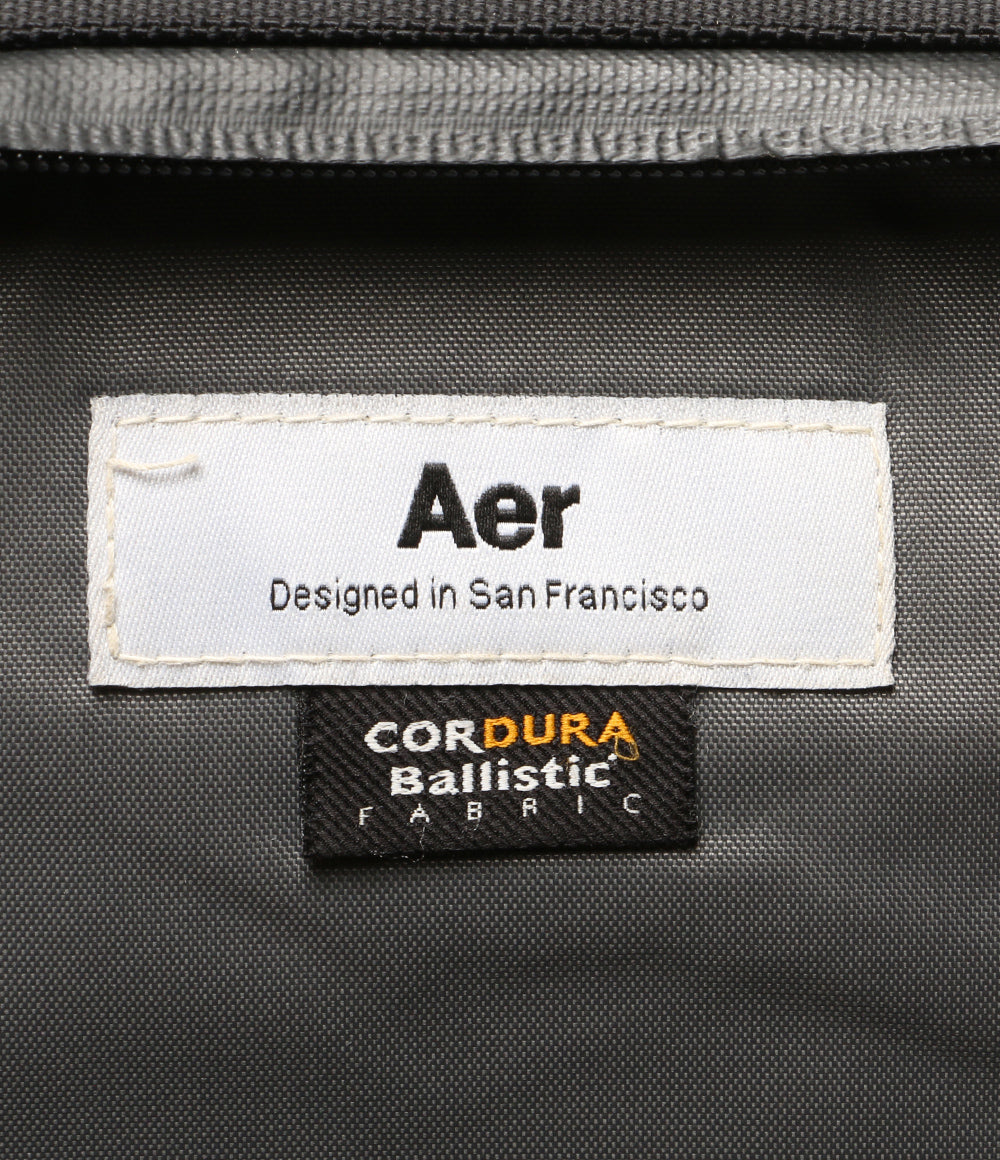 Aer
Designed in San Francisco
CORDURA
Ballistic
FABRIC